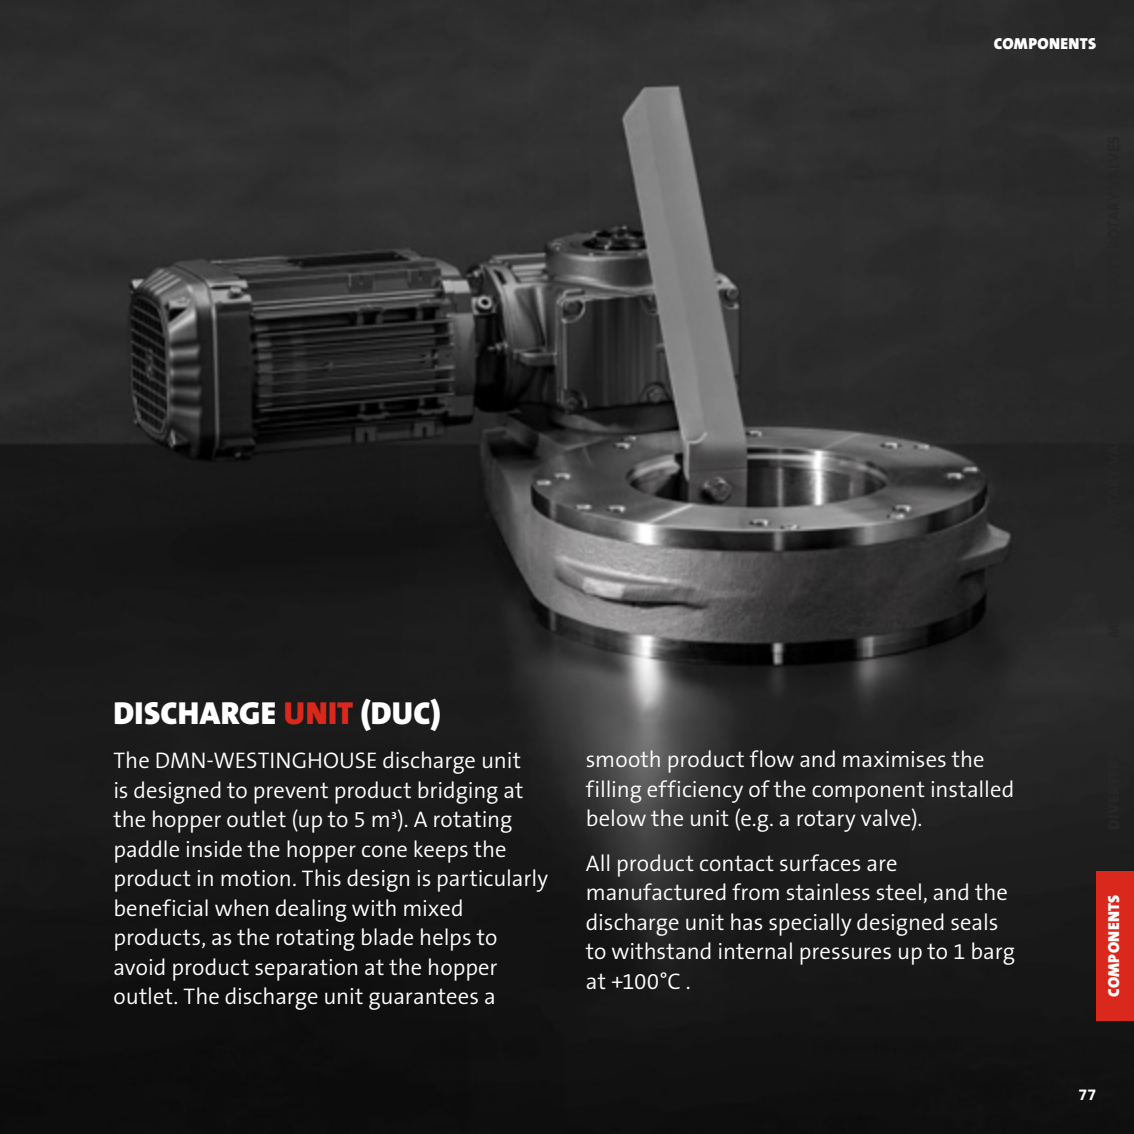 COMPONENTS
DISCHARGE UNIT (DUC)
The DMN-WESTINGHOUSE discharge unit
is designed to prevent product bridging at
the hopper outlet (up to 5 m³). A rotating
paddle inside the hopper cone keeps the
product in motion. This design is particularly
beneficial when dealing with mixed
products, as the rotating blade helps to
avoid product separation at the hopper
outlet. The discharge unit guarantees a
smooth product flow and maximises the
filling efficiency of the component installed
below the unit (e.g. a rotary valve).
All product contact surfaces are
manufactured from stainless steel, and the
discharge unit has specially designed seals
to withstand internal pressures up to 1 barg
at +100°C .
COMPONENTS
77